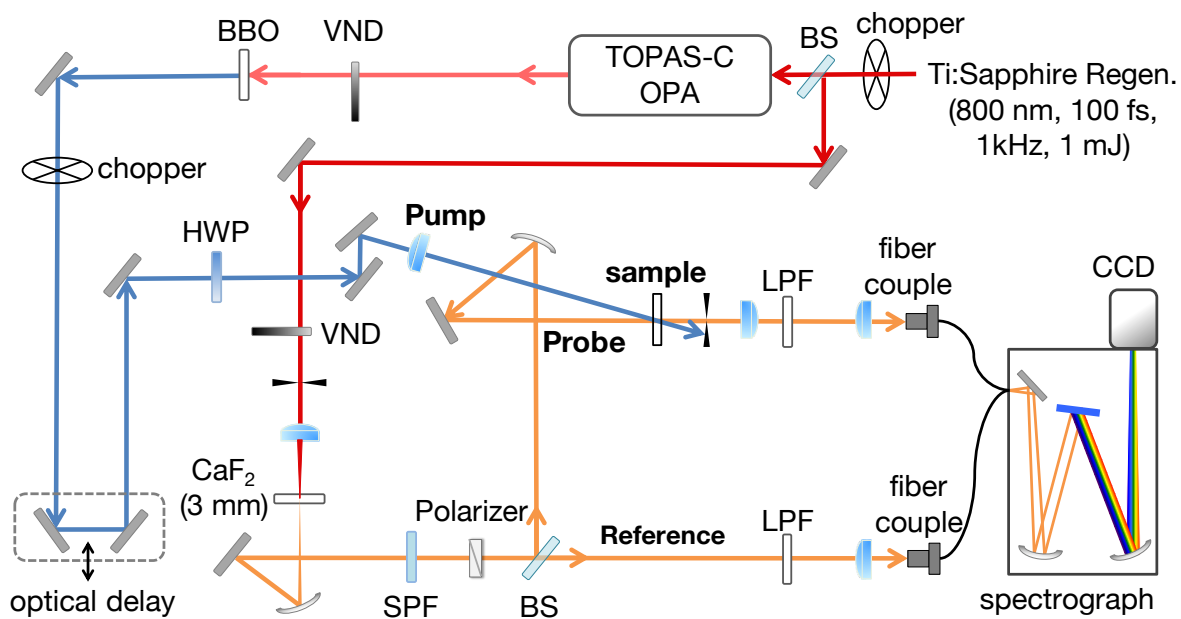 BBO
VND
TOPAS-C
OPA
BS
chopper
Ti:Sapphire Regen.
(800 nm, 100 fs,
1kHz, 1 mJ)
chopper
HWP
Pump
sample
LPF
fiber
couple
CCD
VND
Probe
CaF₂
(3 mm)
Polarizer
Reference
LPF
fiber
couple
optical delay
SPF
BS
spectrograph